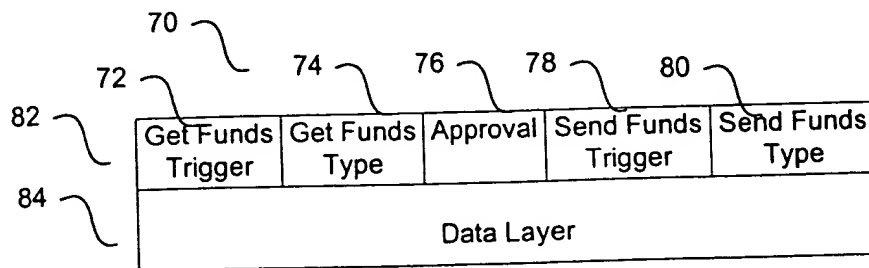 70
72 74 76 78 80
82
Get Funds Trigger
Get Funds Type
Approval
Send Funds Trigger
Send Funds Type
84
Data Layer